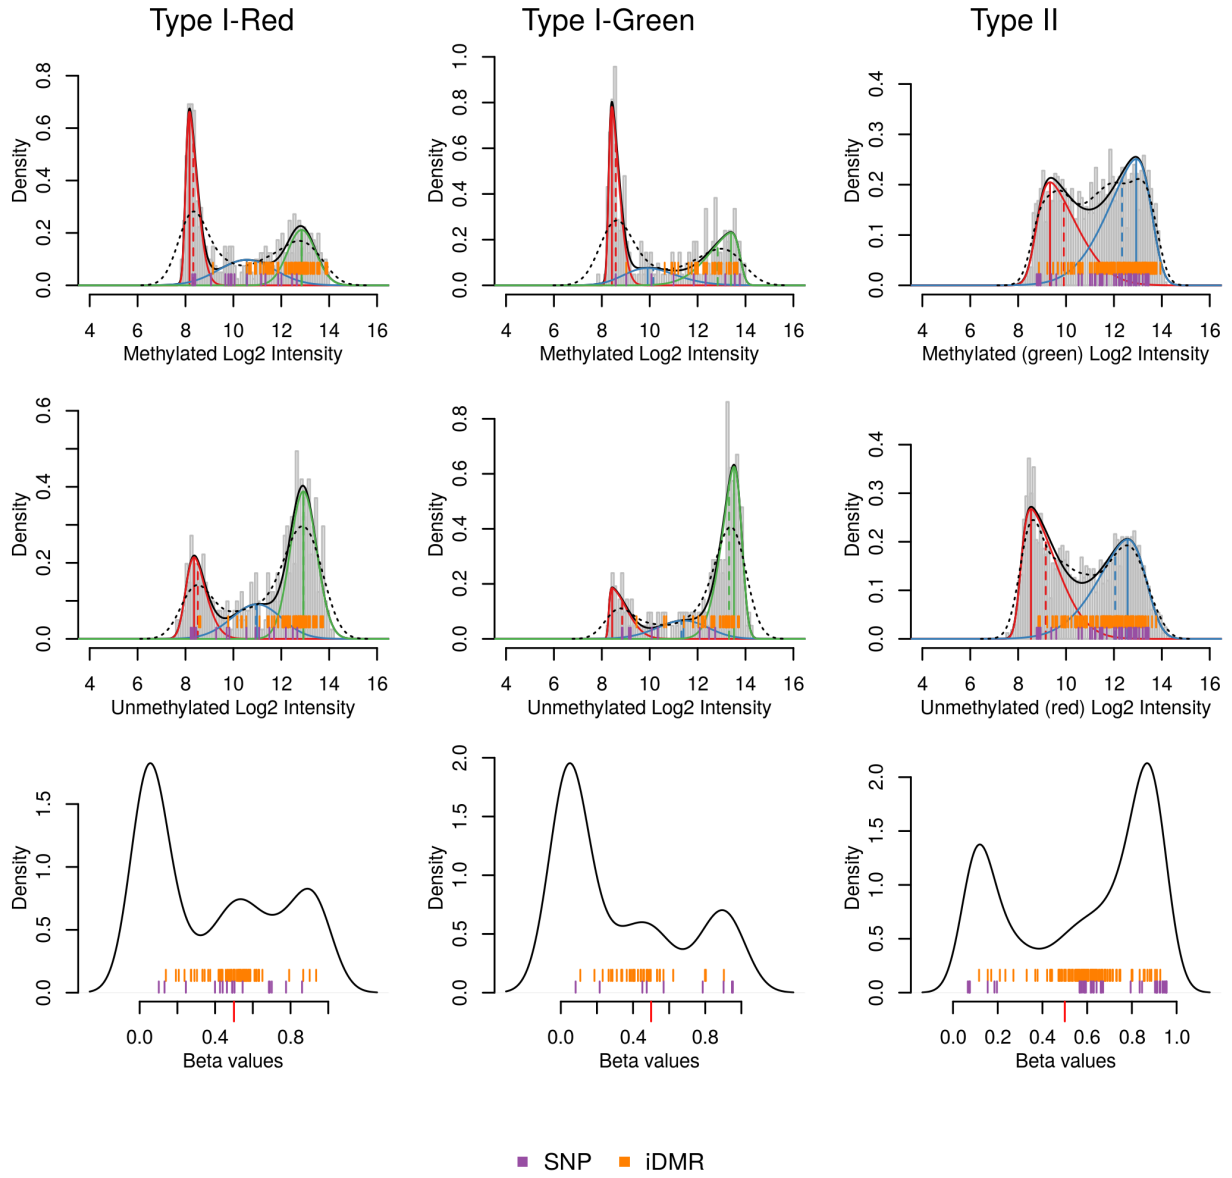 Type I-Red
Type I-Green
Type II
Density
0.0 0.2 0.4 0.6 0.8
4 6 8 10 12 14 16
Methylated Log2 Intensity
Density
0.0 0.2 0.4 0.6 0.8 1.0
4 6 8 10 12 14 16
Methylated Log2 Intensity
Density
0.0 0.1 0.2 0.3 0.4
4 6 8 10 12 14 16
Methylated (green) Log2 Intensity
Density
0.0 0.2 0.4 0.6
4 6 8 10 12 14 16
Unmethylated Log2 Intensity
Density
0.0 0.2 0.4 0.6 0.8
4 6 8 10 12 14 16
Unmethylated Log2 Intensity
Density
0.0 0.1 0.2 0.3 0.4
4 6 8 10 12 14 16
Unmethylated (red) Log2 Intensity
Density
0.0 0.5 1.0 1.5
0.0 0.4 0.8
Beta values
Density
0.0 0.5 1.0 1.5 2.0
0.0 0.4 0.8
Beta values
Density
0.0 0.5 1.0 1.5 2.0
0.0 0.2 0.4 0.6 0.8 1.0
Beta values
SNP iDMR